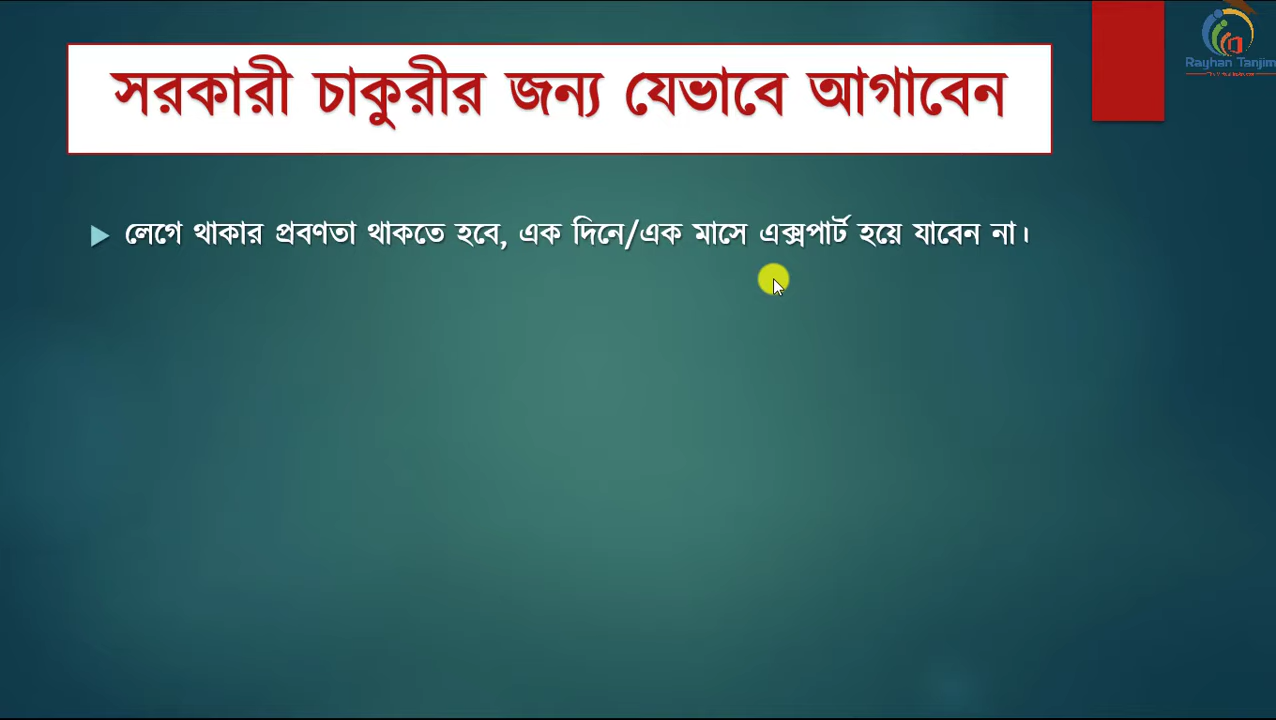 সরকারী চাকুরীর জন্য যেভাবে আগাবেন
লেগে থাকার প্রবণতা থাকতে হবে, এক দিনে/এক মাসে এক্সপার্ট হয়ে যাবেন না।
Rayhan Tanjim